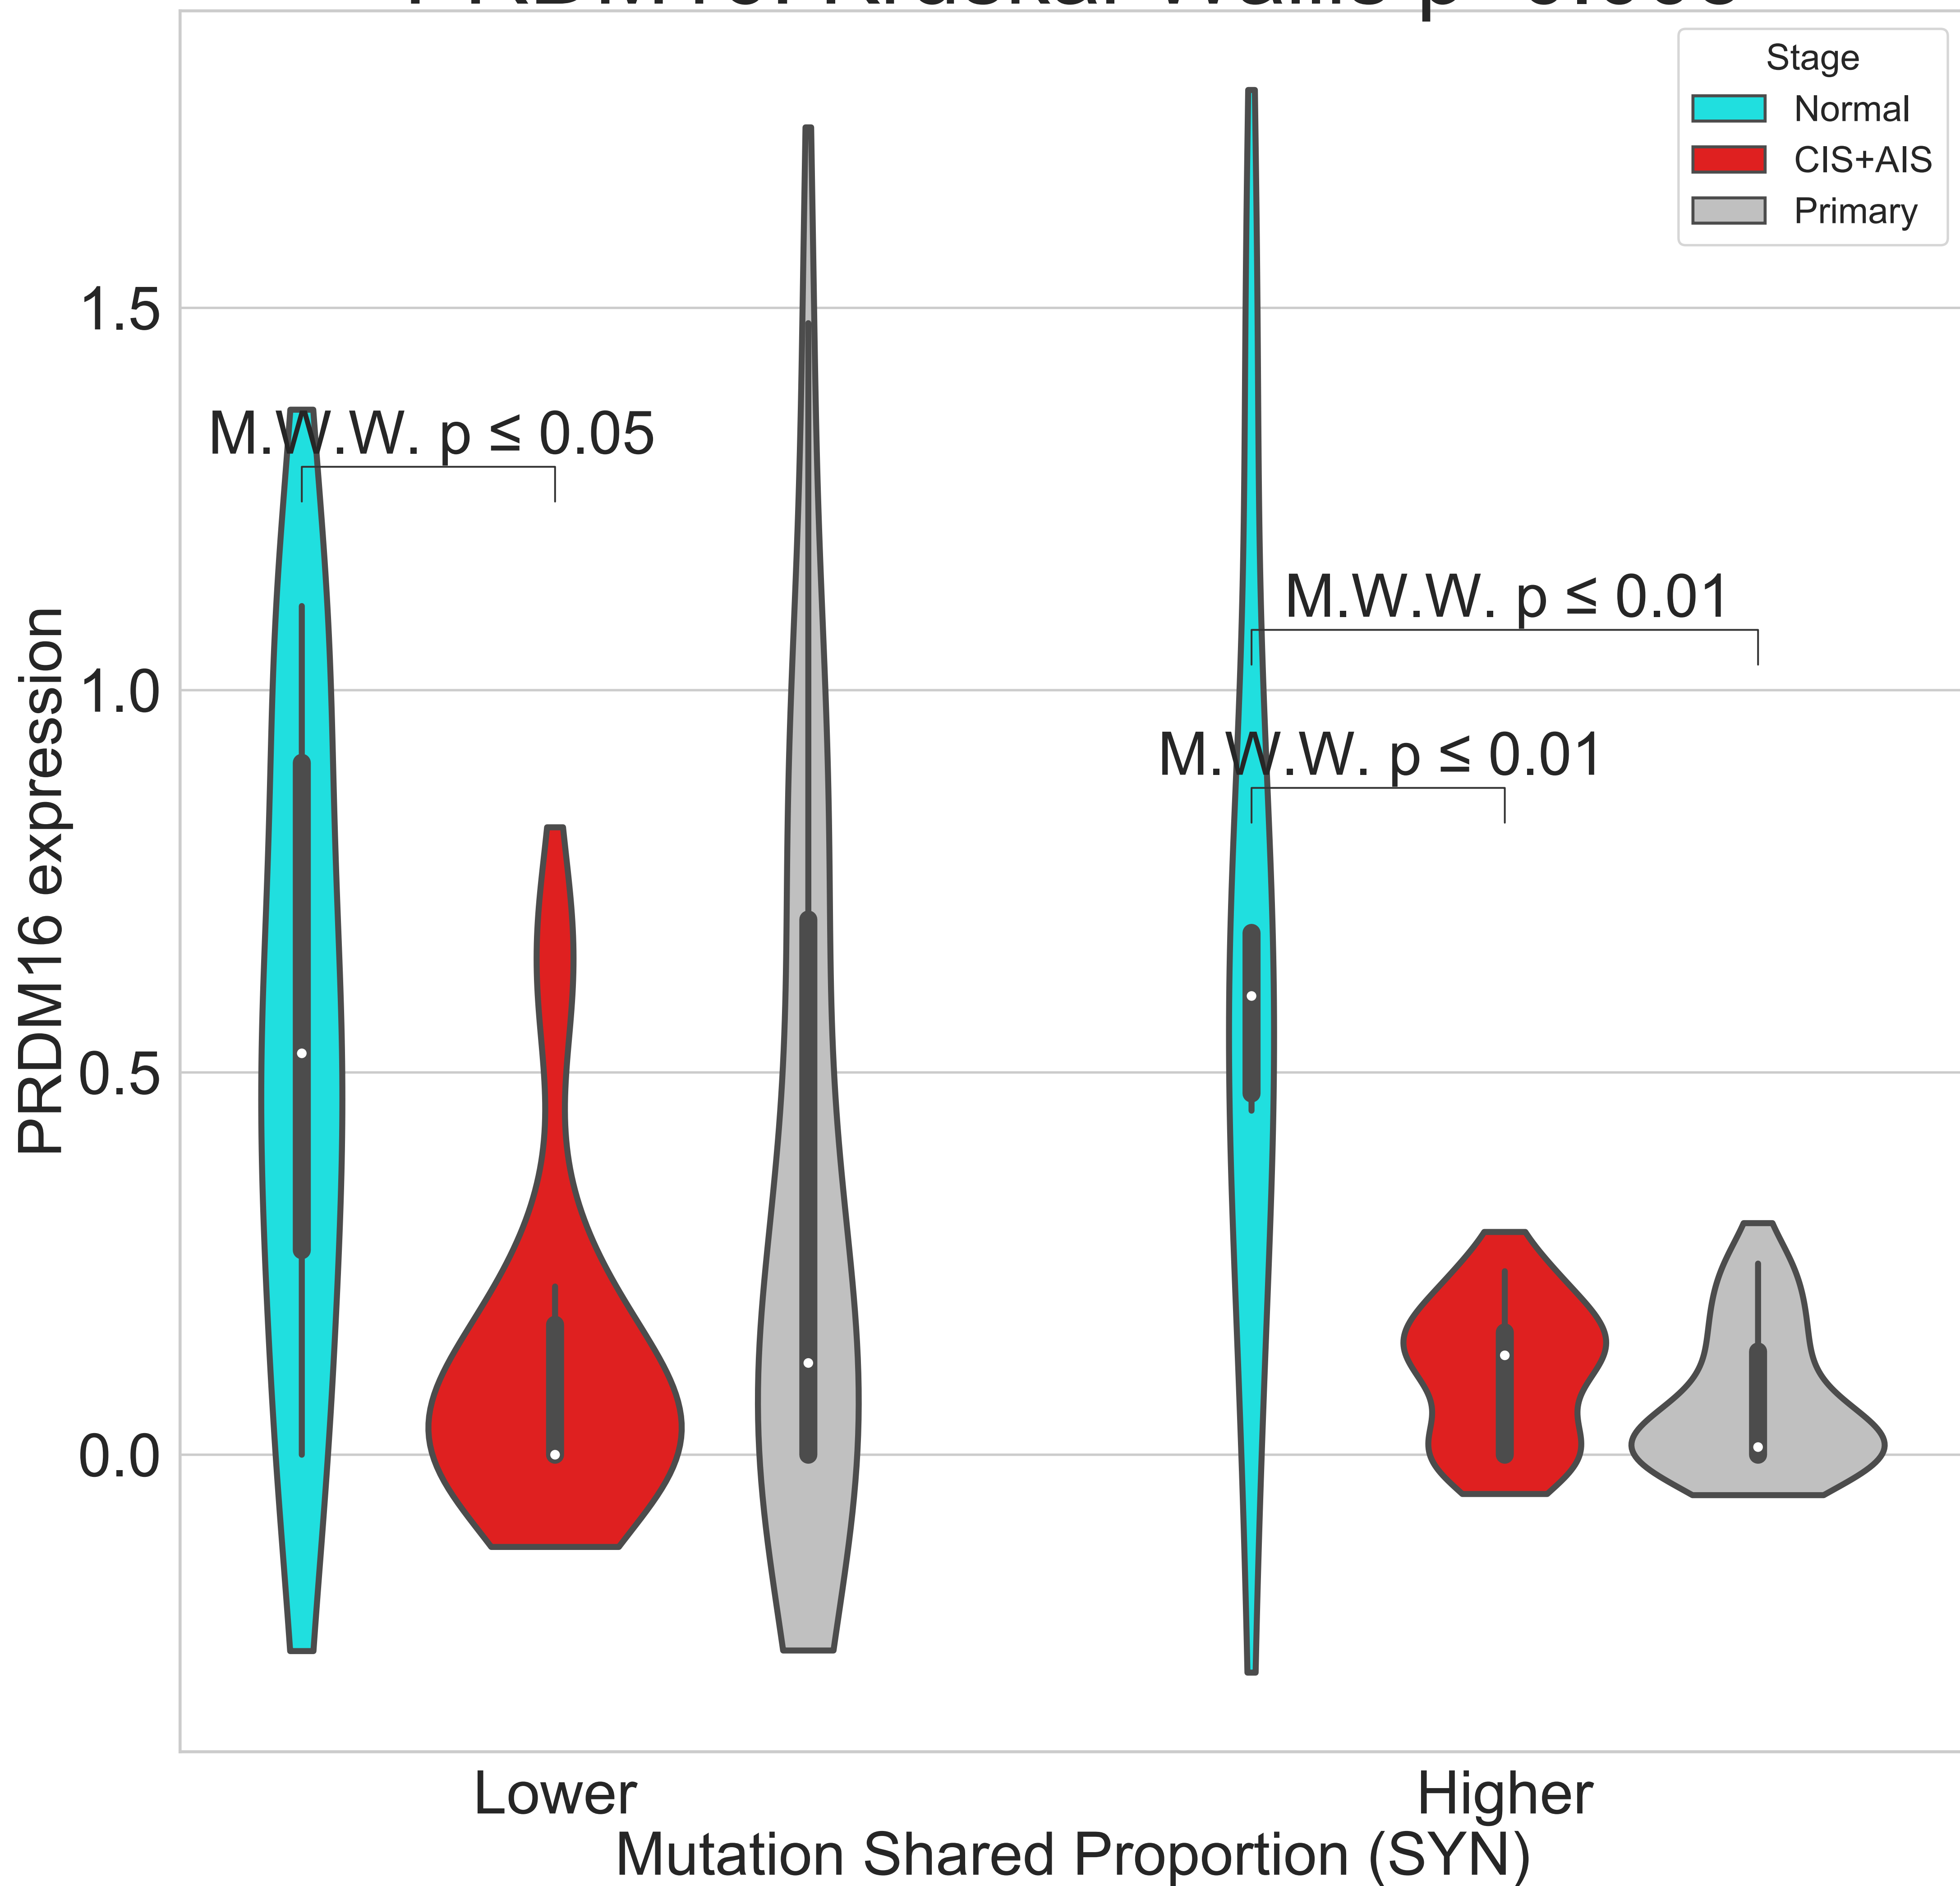 Stage
Normal
CIS+AIS
Primary
1.5
M.W.W. p ≤ 0.05
M.W.W. p ≤ 0.01
1.0
M.W.W. p ≤ 0.01
PRDM16 expression
0.5
0.0
Lower
Higher
Mutation Shared Proportion (SYN)